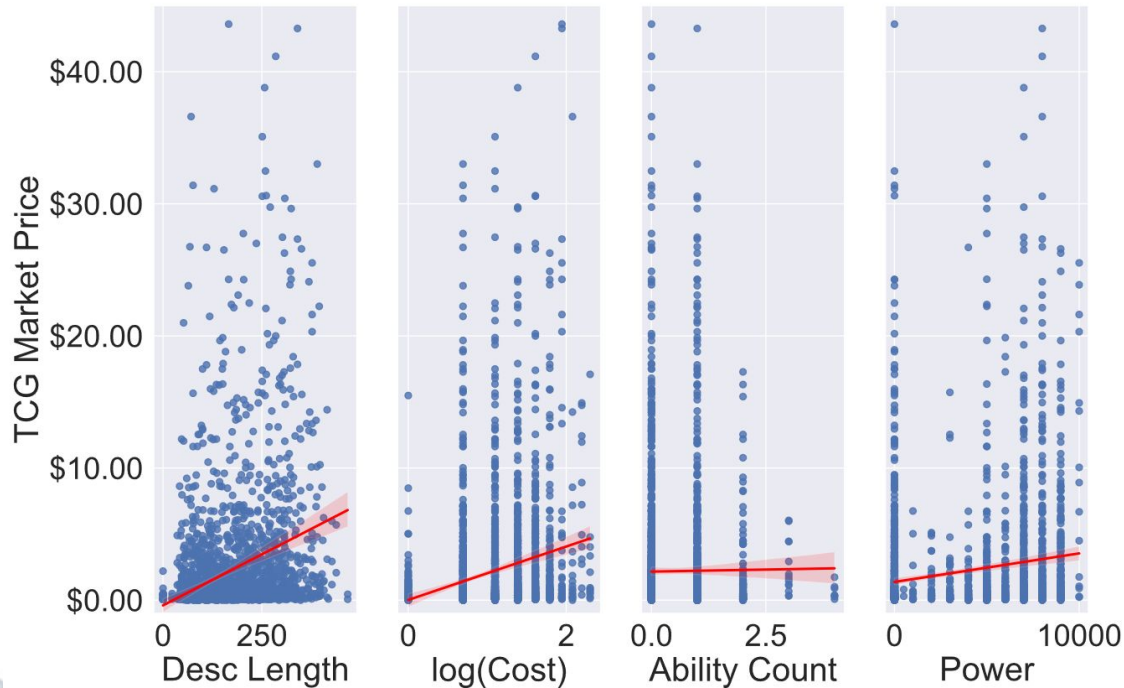 TCG Market Price
$40.00
$30.00
$20.00
$10.00
$0.00
0 250
0 2
0.0 2.5
0 10000
Desc Length
log(Cost)
Ability Count
Power